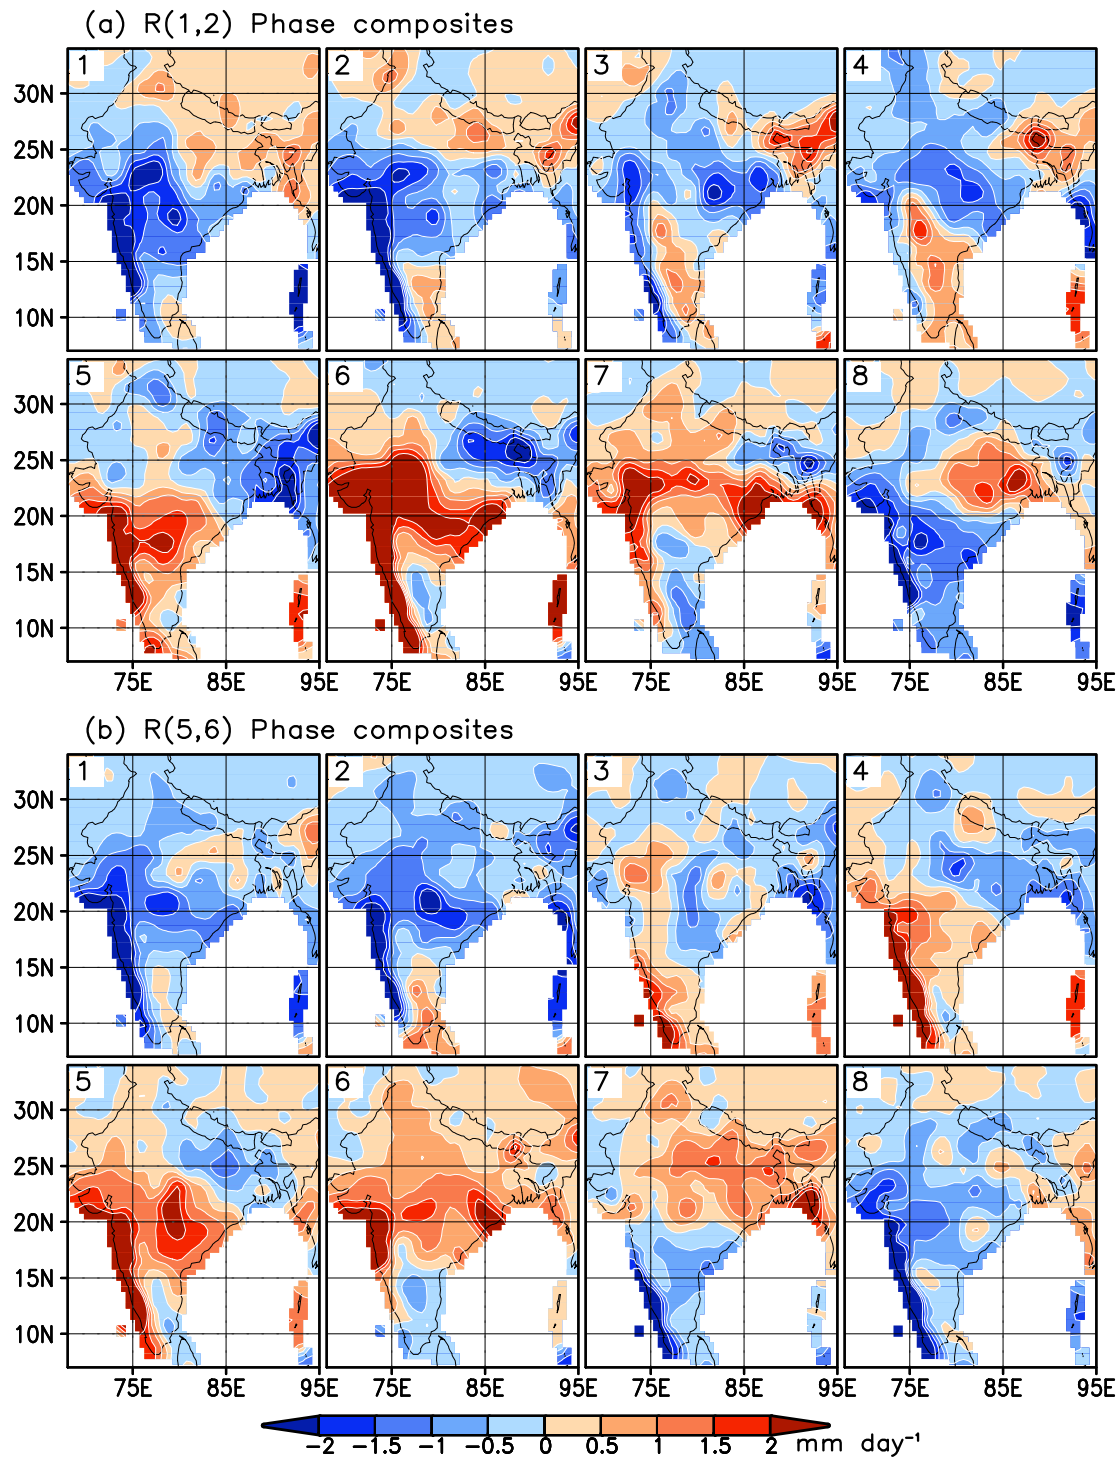 (a) R(1,2) Phase composites
1 2 3 4
30N
25N
20N
15N
10N
5 6 7 8
30N
25N
20N
15N
10N
75E 85E 95E 75E 85E 95E 75E 85E 95E 75E 85E 95E
(b) R(5,6) Phase composites
1 2 3 4
30N
25N
20N
15N
10N
5 6 7 8
30N
25N
20N
15N
10N
75E 85E 95E 75E 85E 95E 75E 85E 95E 75E 85E 95E
-2 -1.5 -1 -0.5 0 0.5 1 1.5 2 mm day⁻¹